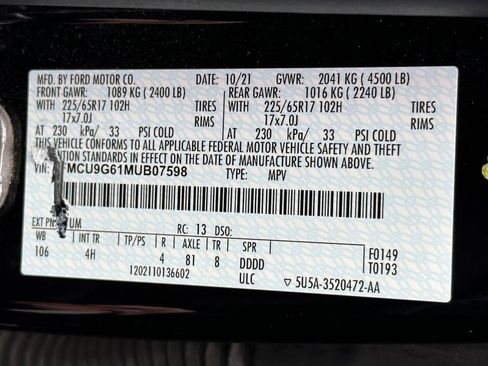 MFD. BY FORD MOTOR CO. DATE: 10/21 GVWR: 2041 KG (4500 LB)
FRONT GAWR: 1089 KG (2400 LB) REAR GAWR: 1016 KG (2240 LB)
WITH 225/65R17 102H TIRES WITH 225/65R17 102H TIRES
17x7.0J RIMS 17x7.0J RIMS
AT 230 kPa/ 33 PSI COLD AT 230 kPa/ 33 PSI COLD
THIS VEHICLE CONFORMS TO ALL APPLICABLE FEDERAL MOTOR VEHICLE SAFETY
STANDARDS IN EFFECT ON THE DATE OF MANUFACTURE SHOWN ABOVE.
VIN: MCU9G61MUB07598 TYPE: MPV
EXT UM RC: 13 DSO:
WB INT TR TP/PS R AXLE TR SPR
106 4H 4 81 8 DDDD
F0149
T0193
1202110136602 ULC 5U5A-3520472-AA